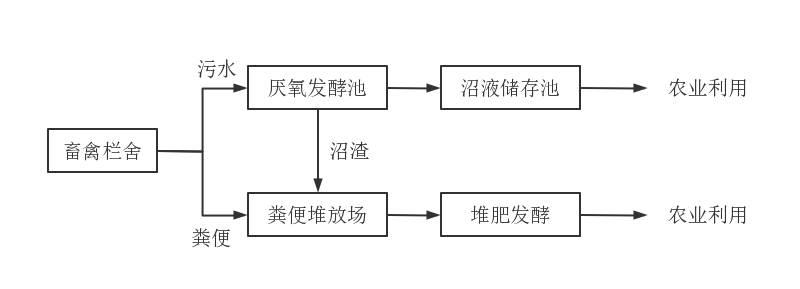 污水
厌氧发酵池
沼液储存池
农业利用
畜禽栏舍
沼渣
粪便堆放场
堆肥发酵
农业利用
粪便